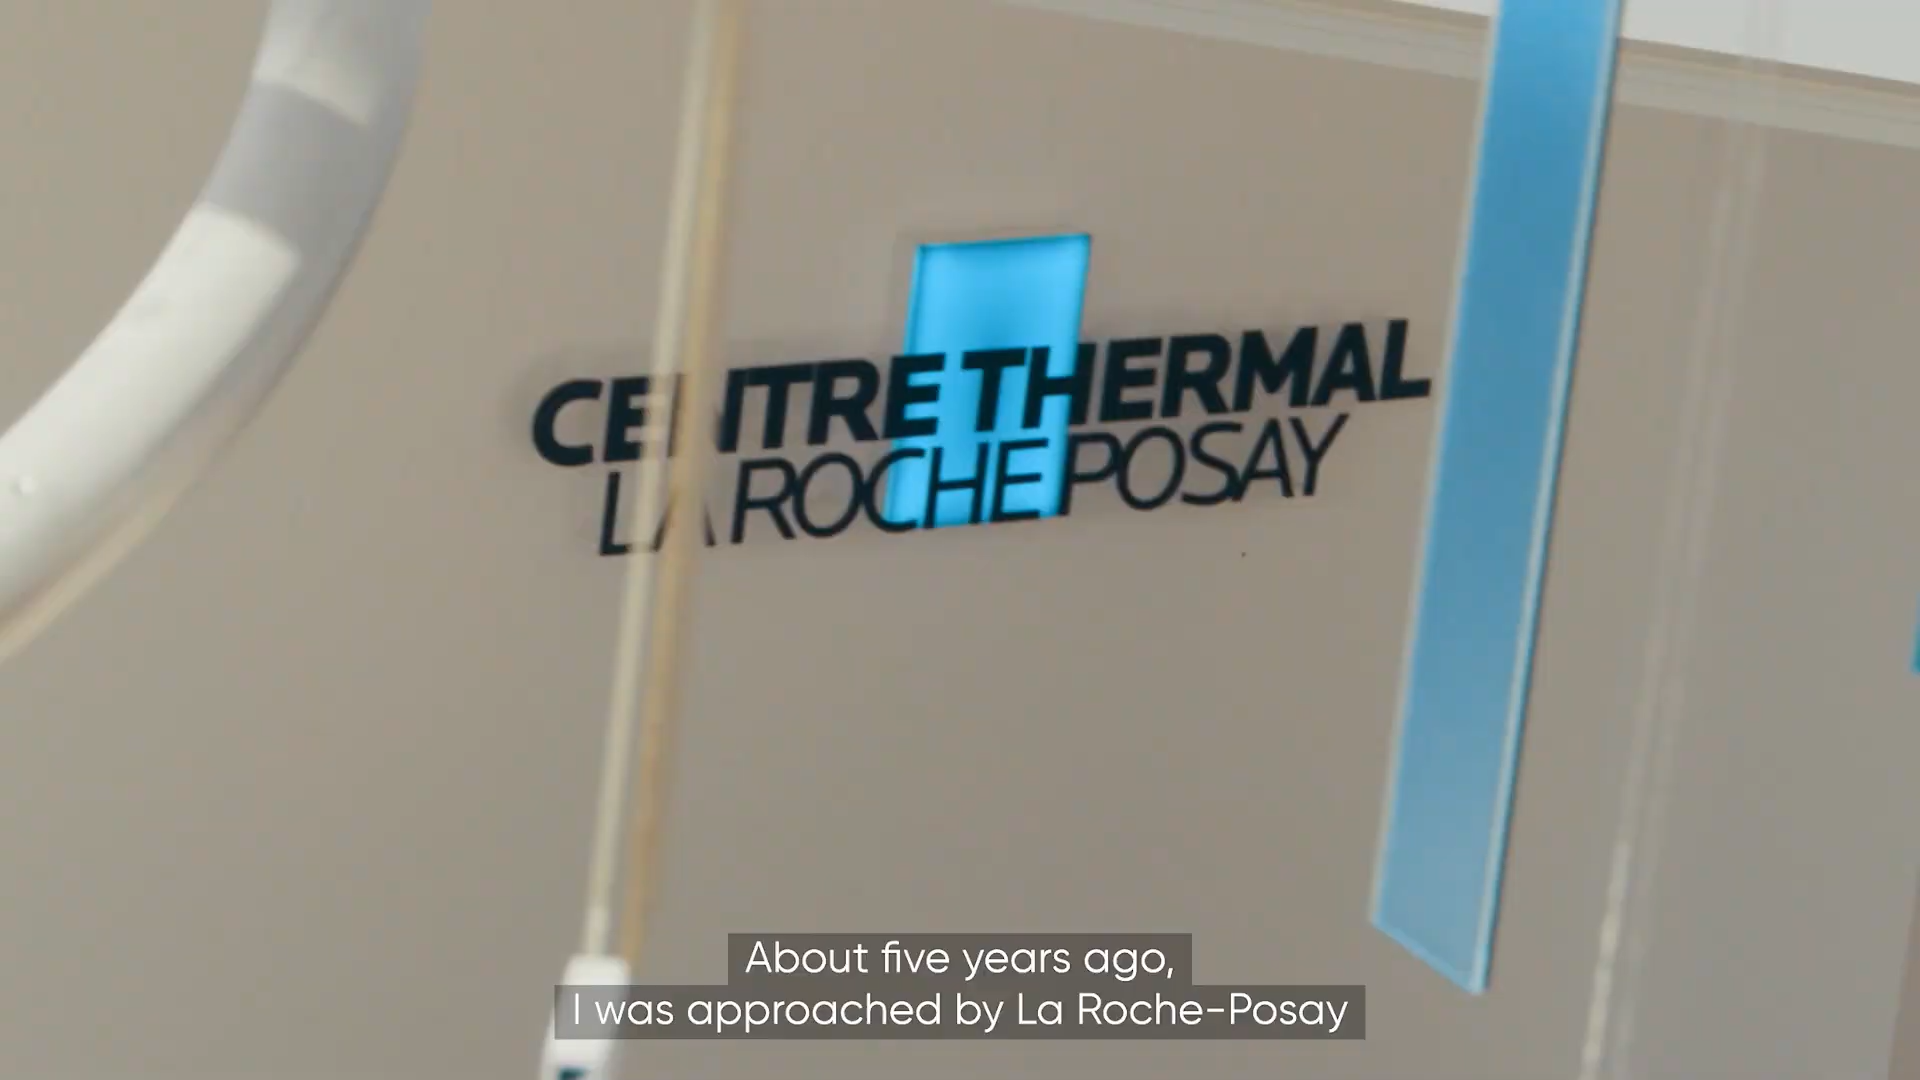 CENTRE THERMAL
LA ROCHE POSAY
About five years ago,
I was approached by La Roche-Posay